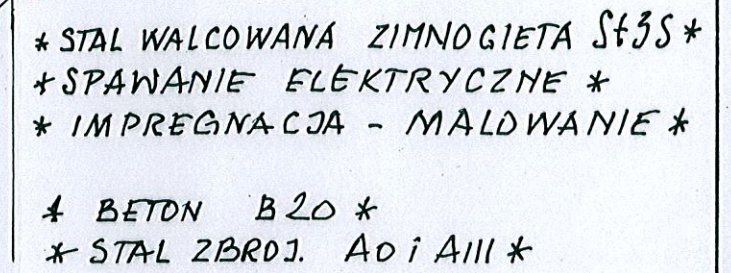 * STAL WALCOWANA ZIMNOGIETA St3S *
* SPAWANIE ELEKTRYCZNE *
* IMPREGNACJA - MALOWANIE *
* BETON B20 *
* STAL ZBROJ. A0 i AIII *